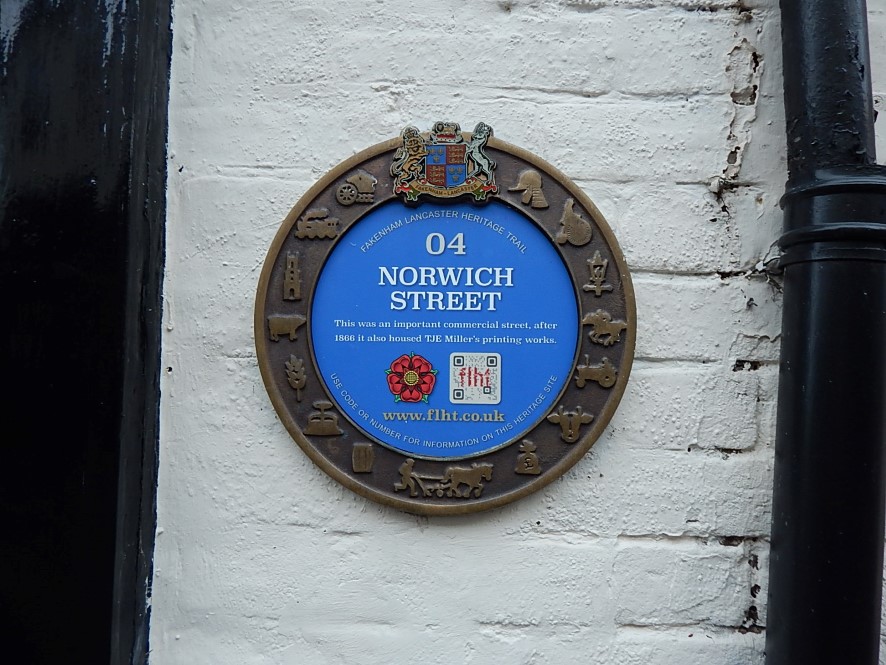 FAKENHAM LANCASTER
FAKENHAM LANCASTER HERITAGE TRAIL
04
NORWICH
STREET
This was an important commercial street, after
1866 it also housed TJE Miller's printing works.
flht
www.flht.co.uk
USE CODE OR NUMBER FOR INFORMATION ON THIS HERITAGE SITE